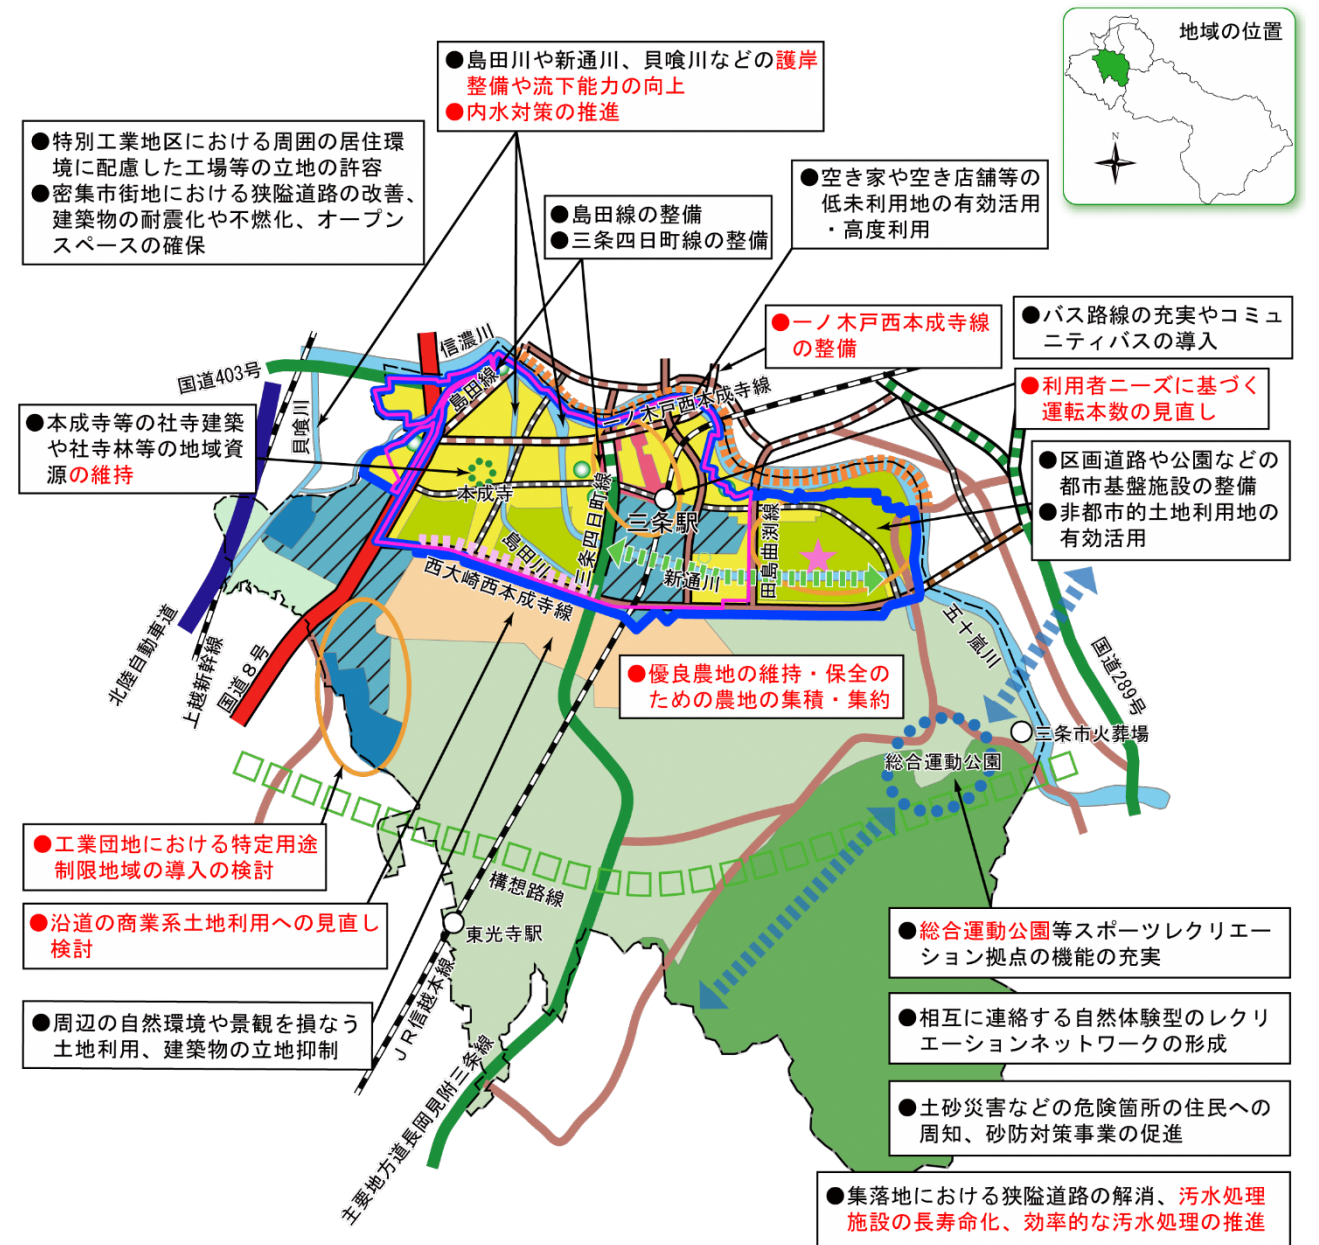 地域の位置
N
●島田川や新通川、貝喰川などの護岸
整備や流下能力の向上
●内水対策の推進
●特別工業地区における周囲の居住環
境に配慮した工場等の立地の許容
●密集市街地における狭隘道路の改善、
建築物の耐震化や不燃化、オープン
スペースの確保
●島田線の整備
●三条四日町線の整備
●空き家や空き店舗等の
低未利用地の有効活用
・高度利用
●一ノ木戸西本成寺線
の整備
●バス路線の充実やコミュ
ニティバスの導入
●利用者ニーズに基づく
運転本数の見直し
●本成寺等の社寺建築
や社寺林等の地域資
源の維持
●区画道路や公園などの
都市基盤施設の整備
●非都市的土地利用地の
有効活用
国道403号
信濃川
島田線
一ノ木戸西本成寺線
貝喰川
本成寺
三条四日町線
三条駅
田島曲渕線
島田川
新通川
西大崎西本成寺線
五十嵐川
国道289号
北陸自動車道
上越新幹線
国道8号
●優良農地の維持・保全の
ための農地の集積・集約
三条市火葬場
総合運動公園
●工業団地における特定用途
制限地域の導入の検討
構想路線
●沿道の商業系土地利用への見直し
検討
東光寺駅
●総合運動公園等スポーツレクリエー
ション拠点の機能の充実
●周辺の自然環境や景観を損なう
土地利用、建築物の立地抑制
JR信越本線
●相互に連絡する自然体験型のレクリ
エーションネットワークの形成
主要地方道長岡見附三条線
●土砂災害などの危険箇所の住民への
周知、砂防対策事業の促進
●集落地における狭隘道路の解消、汚水処理
施設の長寿命化、効率的な汚水処理の推進